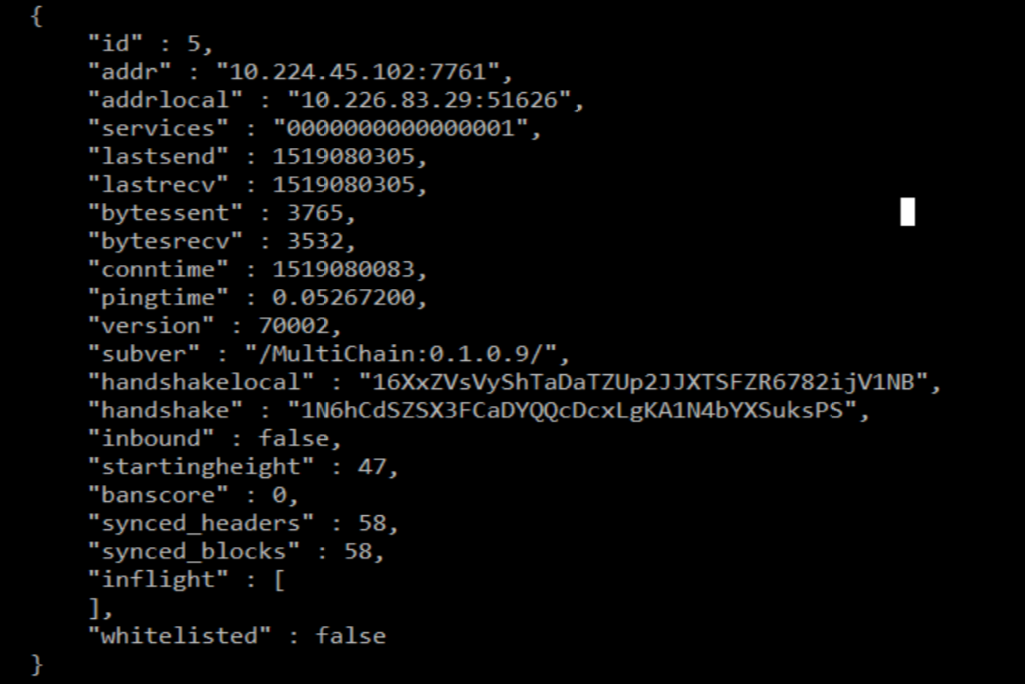 {
"id" : 5,
"addr" : "10.224.45.102:7761",
"addrlocal" : "10.226.83.29:51626",
"services" : "0000000000000001",
"lastsend" : 1519080305,
"lastrecv" : 1519080305,
"bytessent" : 3765,
"bytesrecv" : 3532,
"conntime" : 1519080083,
"pingtime" : 0.05267200,
"version" : 70002,
"subver" : "/MultiChain:0.1.0.9/",
"handshakelocal" : "16XxZVsVyShTaDaTZUp2JJXTSFZR6782ijV1NB",
"handshake" : "1N6hCdSZSX3FCaDYQQcDcxLgKA1N4bYXSuksPS",
"inbound" : false,
"startingheight" : 47,
"banscore" : 0,
"synced_headers" : 58,
"synced_blocks" : 58,
"inflight" : [
],
"whitelisted" : false
}